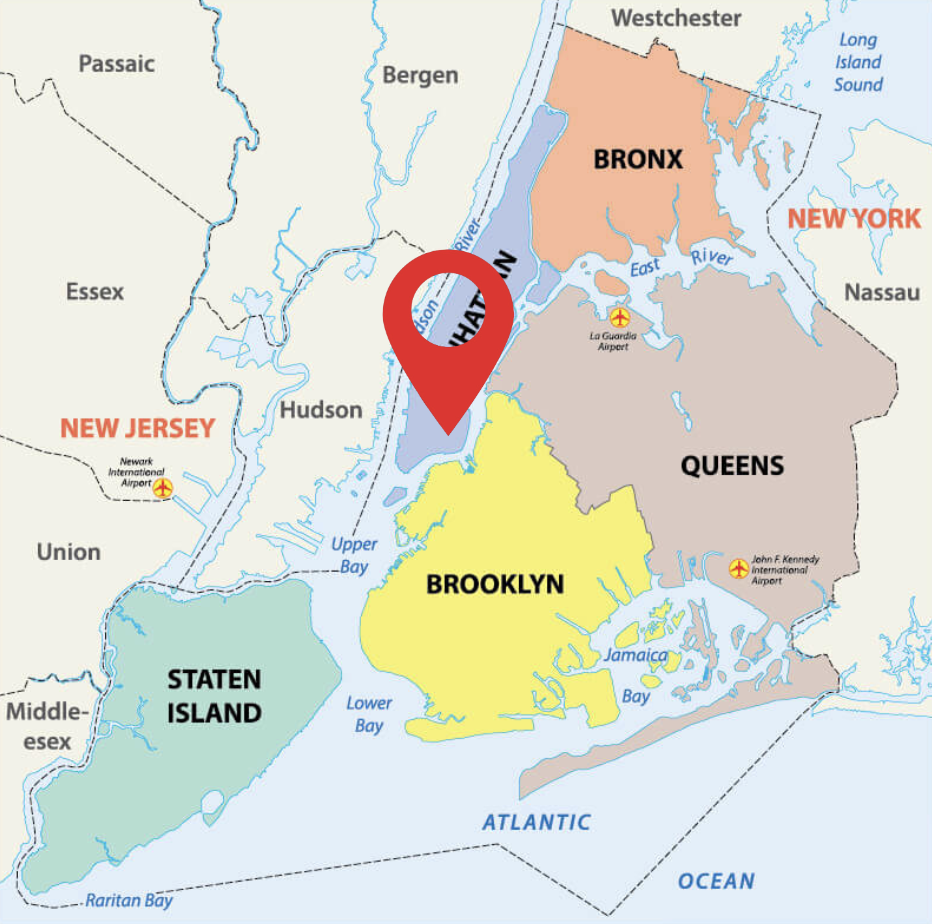 Westchester
Long
Island
Sound
Passaic
Bergen
BRONX
NEW YORK
River
East River
Essex
Nassau
La Guardia
Airport
Hudson
NEW JERSEY
Newark
International
Airport
QUEENS
Union
Upper
Bay
John F. Kennedy
International
Airport
BROOKLYN
Jamaica
Bay
STATEN
ISLAND
Lower
Bay
Middle-
esex
ATLANTIC
OCEAN
Raritan Bay